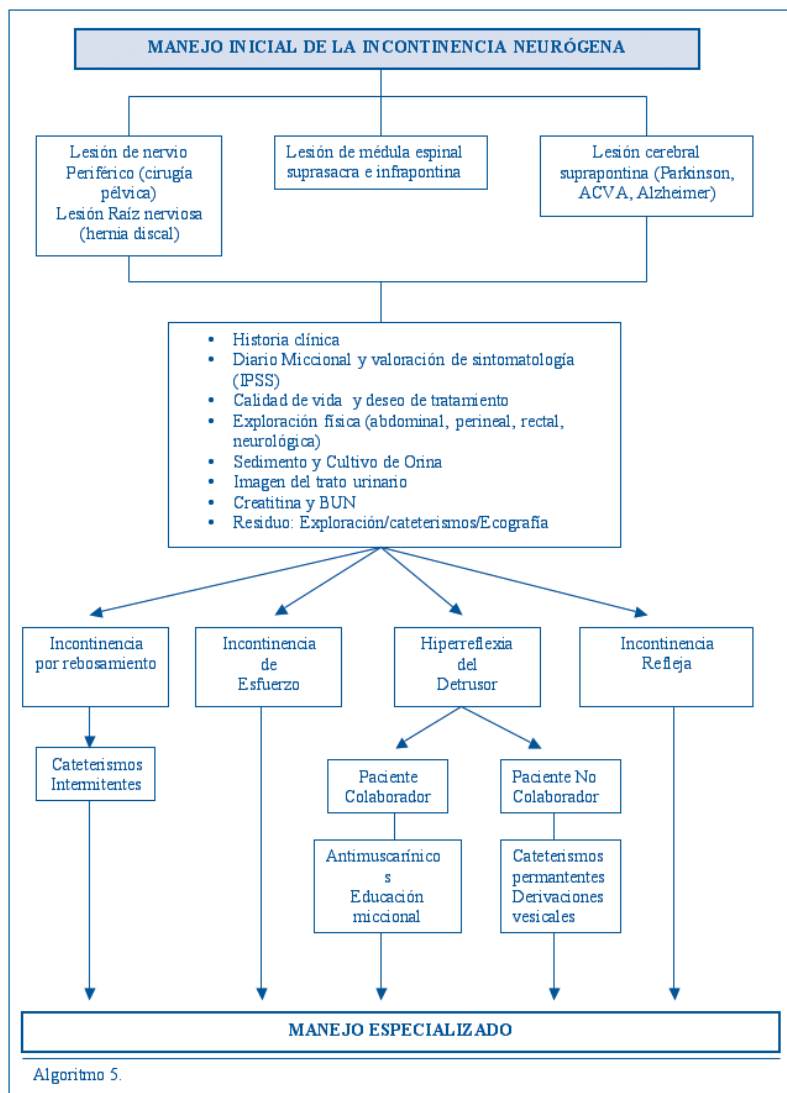 MANEJO INICIAL DE LA INCONTINENCIA NEURÓGENA
Lesión de nervio
Periférico (cirugía
pélvica)
Lesión Raíz nerviosa
(hernia discal)
Lesión de médula espinal
suprasacra e infrapontina
Lesión cerebral
suprapontina (Parkinson,
ACVA, Alzheimer)
• Historia clínica
• Diario Miccional y valoración de sintomatología
(IPSS)
• Calidad de vida y deseo de tratamiento
• Exploración física (abdominal, perineal, rectal,
neurológica)
• Sedimento y Cultivo de Orina
• Imagen del trato urinario
• Creatitina y BUN
• Residuo: Exploración/cateterismos/Ecografía
Incontinencia
por rebosamiento
Incontinencia
de
Esfuerzo
Hiperreflexia
del
Detrusor
Incontinencia
Refleja
Cateterismos
Intermitentes
Paciente
Colaborador
Paciente No
Colaborador
Antimuscarínico
s
Educación
miccional
Cateterismos
permantentes
Derivaciones
vesicales
MANEJO ESPECIALIZADO
Algoritmo 5.